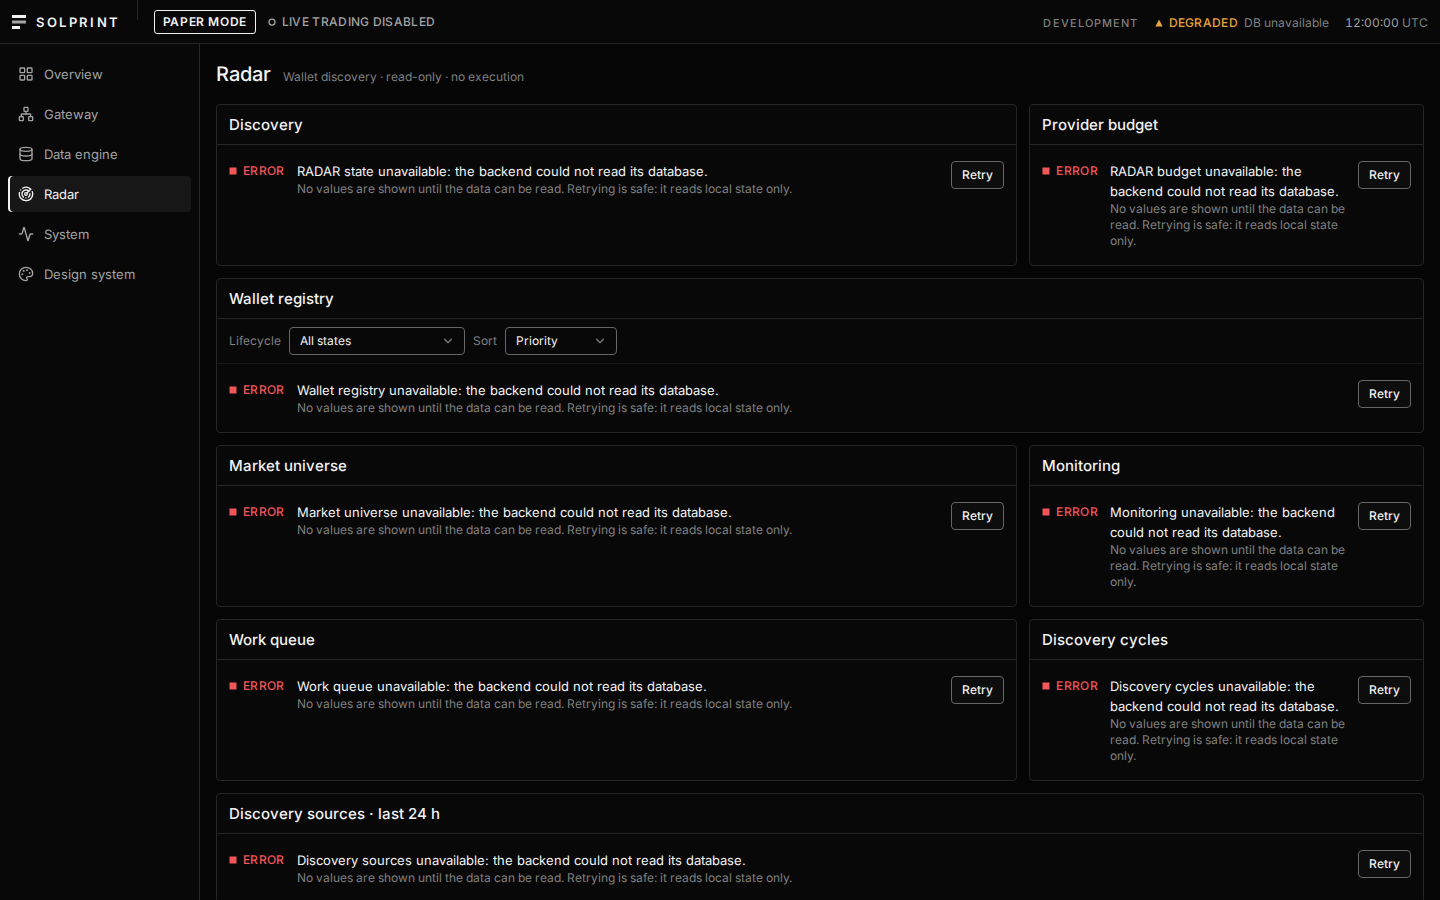 SOLPRINT
PAPER MODE
LIVE TRADING DISABLED
DEVELOPMENT
DEGRADED DB unavailable
12:00:00 UTC
Overview
Gateway
Data engine
Radar
System
Design system
Radar
Wallet discovery · read-only · no execution
Discovery
ERROR
RADAR state unavailable: the backend could not read its database.
No values are shown until the data can be read. Retrying is safe: it reads local state only.
Retry
Provider budget
ERROR
RADAR budget unavailable: the
backend could not read its database.
No values are shown until the data can be
read. Retrying is safe: it reads local state
only.
Retry
Wallet registry
Lifecycle
All states
Sort
Priority
ERROR
Wallet registry unavailable: the backend could not read its database.
No values are shown until the data can be read. Retrying is safe: it reads local state only.
Retry
Market universe
ERROR
Market universe unavailable: the backend could not read its database.
No values are shown until the data can be read. Retrying is safe: it reads local state only.
Retry
Monitoring
ERROR
Monitoring unavailable: the backend
could not read its database.
No values are shown until the data can be
read. Retrying is safe: it reads local state
only.
Retry
Work queue
ERROR
Work queue unavailable: the backend could not read its database.
No values are shown until the data can be read. Retrying is safe: it reads local state only.
Retry
Discovery cycles
ERROR
Discovery cycles unavailable: the
backend could not read its database.
No values are shown until the data can be
read. Retrying is safe: it reads local state
only.
Retry
Discovery sources · last 24 h
ERROR
Discovery sources unavailable: the backend could not read its database.
No values are shown until the data can be read. Retrying is safe: it reads local state only.
Retry